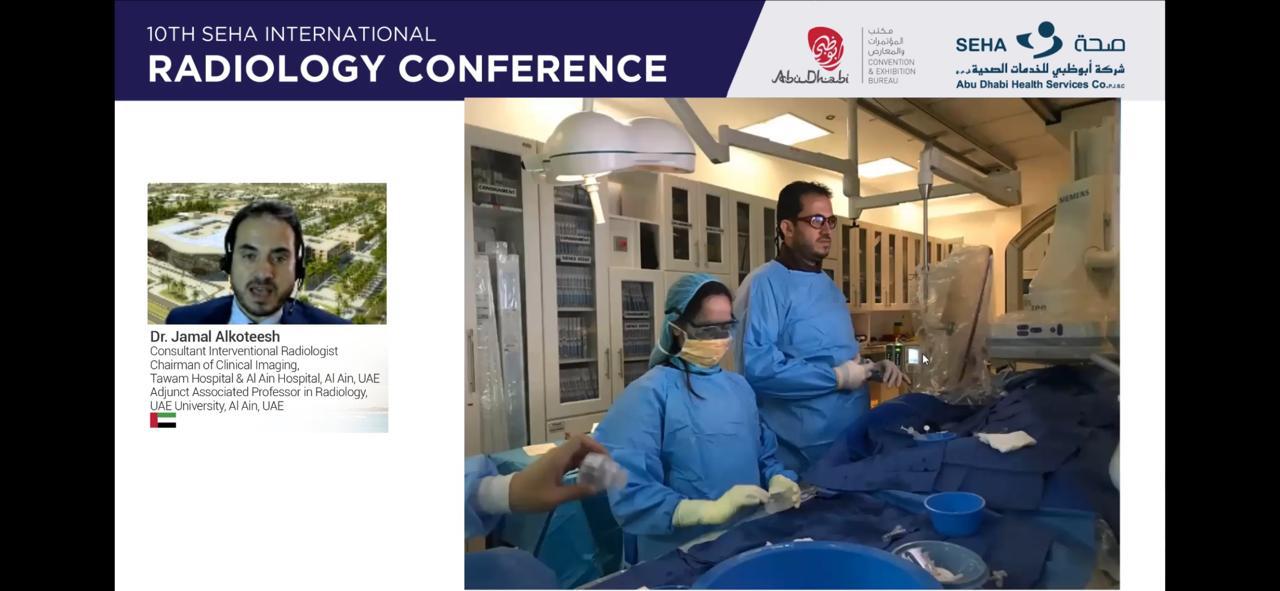 10TH SEHA INTERNATIONAL
RADIOLOGY CONFERENCE
Abu Dhabi
أبوظبي
مكتب
المؤتمرات
والمعارض
CONVENTION
& EXHIBITION
BUREAU
SEHA صحة
شركة أبوظبي للخدمات الصحية ش.م.ع
Abu Dhabi Health Services Co. P.J.S.C
Dr. Jamal Alkoteesh
Consultant Interventional Radiologist
Chairman of Clinical Imaging,
Tawam Hospital & Al Ain Hospital, Al Ain, UAE
Adjunct Associated Professor in Radiology,
UAE University, Al Ain, UAE
CONSIGNMENT
SIEMENS